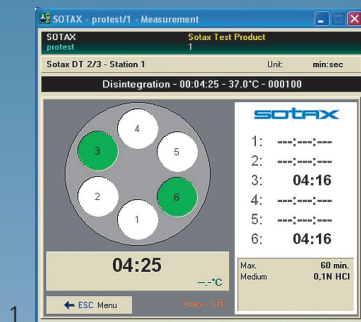 SOTAX - protest/1 - Measurement
SOTAX Sotax Test Product
protest 1
Sotax DT 2/3 - Station 1 Unit: min:sec
Disintegration - 00:04:25 - 37.0°C - 000100
SOTAX
4
3
5
2
6
1
1: ---:---:---
2: ---:---:---
3: 04:16
4: ---:---:---
5: ---:---:---
6: 04:16
04:25
--.-°C
Max. 60 min.
Medium 0,1N HCl
ESC Menu
1